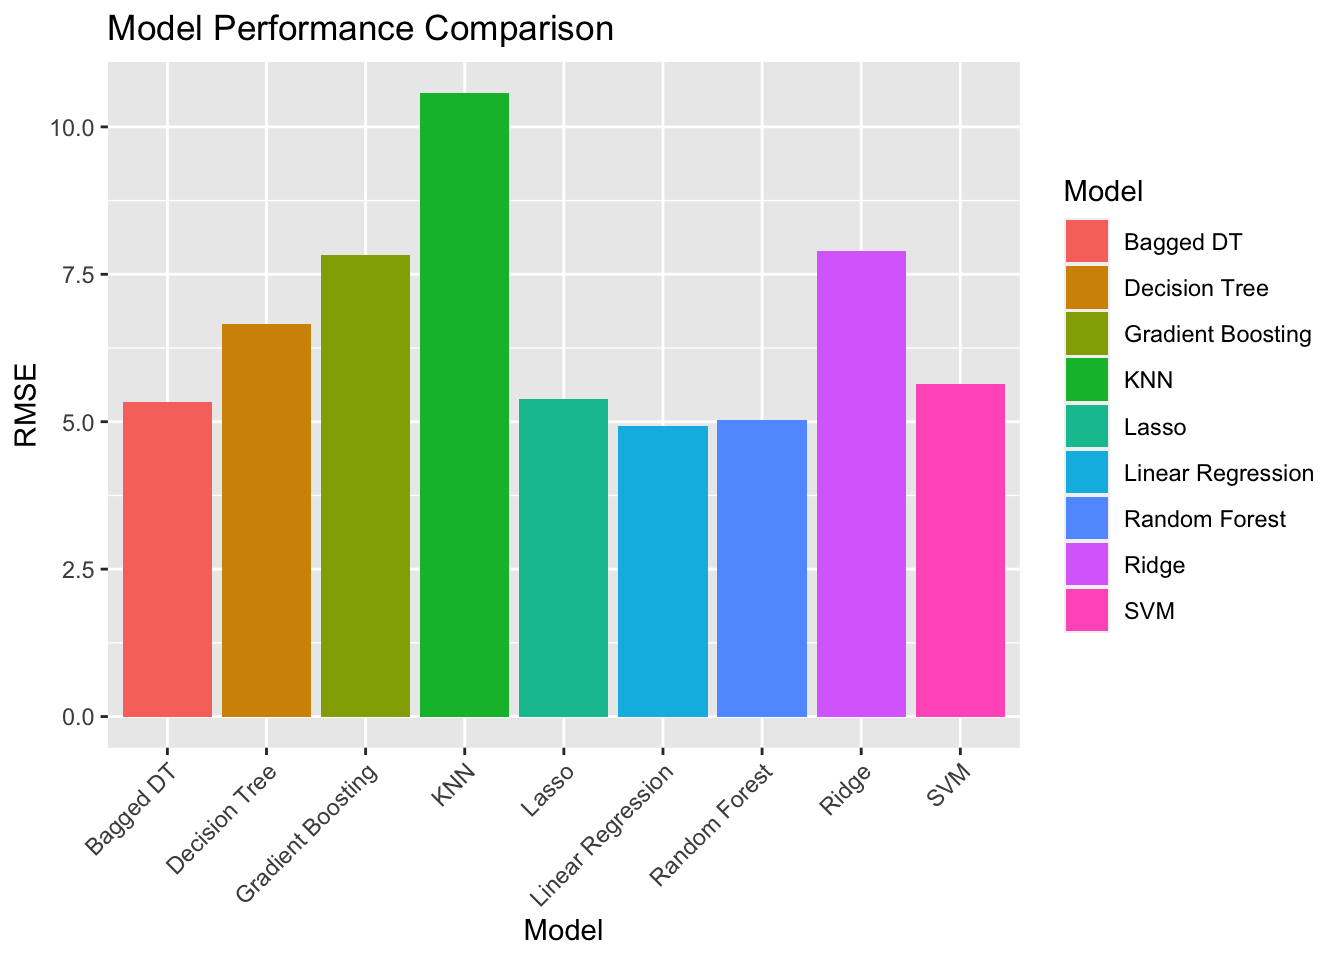 Model Performance Comparison
RMSE
10.0
7.5
5.0
2.5
0.0
Bagged DT
Decision Tree
Gradient Boosting
KNN
Lasso
Linear Regression
Random Forest
Ridge
SVM
Model
Model
Bagged DT
Decision Tree
Gradient Boosting
KNN
Lasso
Linear Regression
Random Forest
Ridge
SVM